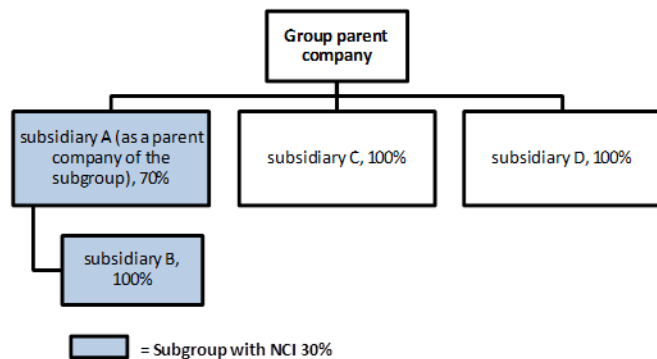 Group parent
company
subsidiary A (as a parent
company of the
subgroup), 70%
subsidiary C, 100%
subsidiary D, 100%
subsidiary B,
100%
= Subgroup with NCI 30%